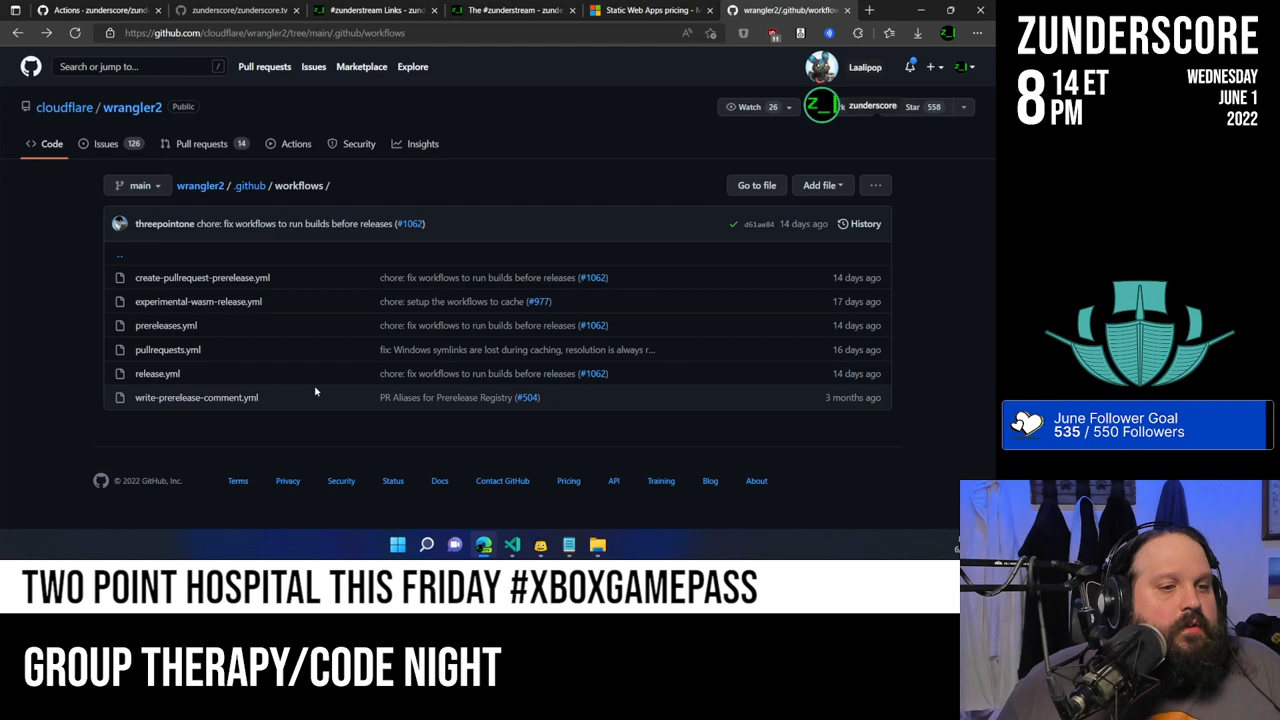 Actions - zunderscore/zund
zunderscore/zunderscore.tv
#zunderstream Links - zund
The #zunderstream - zunde
Static Web Apps pricing - M
wrangler2/.github/workflow
https://github.com/cloudflare/wrangler2/tree/main/.github/workflows
11
Search or jump to...
/
Pull requests
Issues
Marketplace
Explore
Laalipop
cloudflare / wrangler2
Public
Watch 26
zunderscore
Star 558
Code
Issues 126
Pull requests 14
Actions
Security
Insights
main
wrangler2 / .github / workflows /
Go to file
Add file
threepointone chore: fix workflows to run builds before releases (#1062)
d61ae84 14 days ago
History
..
create-pullrequest-prerelease.yml chore: fix workflows to run builds before releases (#1062) 14 days ago
experimental-wasm-release.yml chore: setup the workflows to cache (#977) 17 days ago
prereleases.yml chore: fix workflows to run builds before releases (#1062) 14 days ago
pullrequests.yml fix: Windows symlinks are lost during caching, resolution is always r... 16 days ago
release.yml chore: fix workflows to run builds before releases (#1062) 14 days ago
write-prerelease-comment.yml PR Aliases for Prerelease Registry (#504) 3 months ago
© 2022 GitHub, Inc.
Terms
Privacy
Security
Status
Docs
Contact GitHub
Pricing
API
Training
Blog
About
ZUNDERSCORE
8 14 ET
PM
WEDNESDAY
JUNE 1
2022
June Follower Goal
535 / 550 Followers
TWO POINT HOSPITAL THIS FRIDAY #XBOXGAMEPASS
GROUP THERAPY/CODE NIGHT